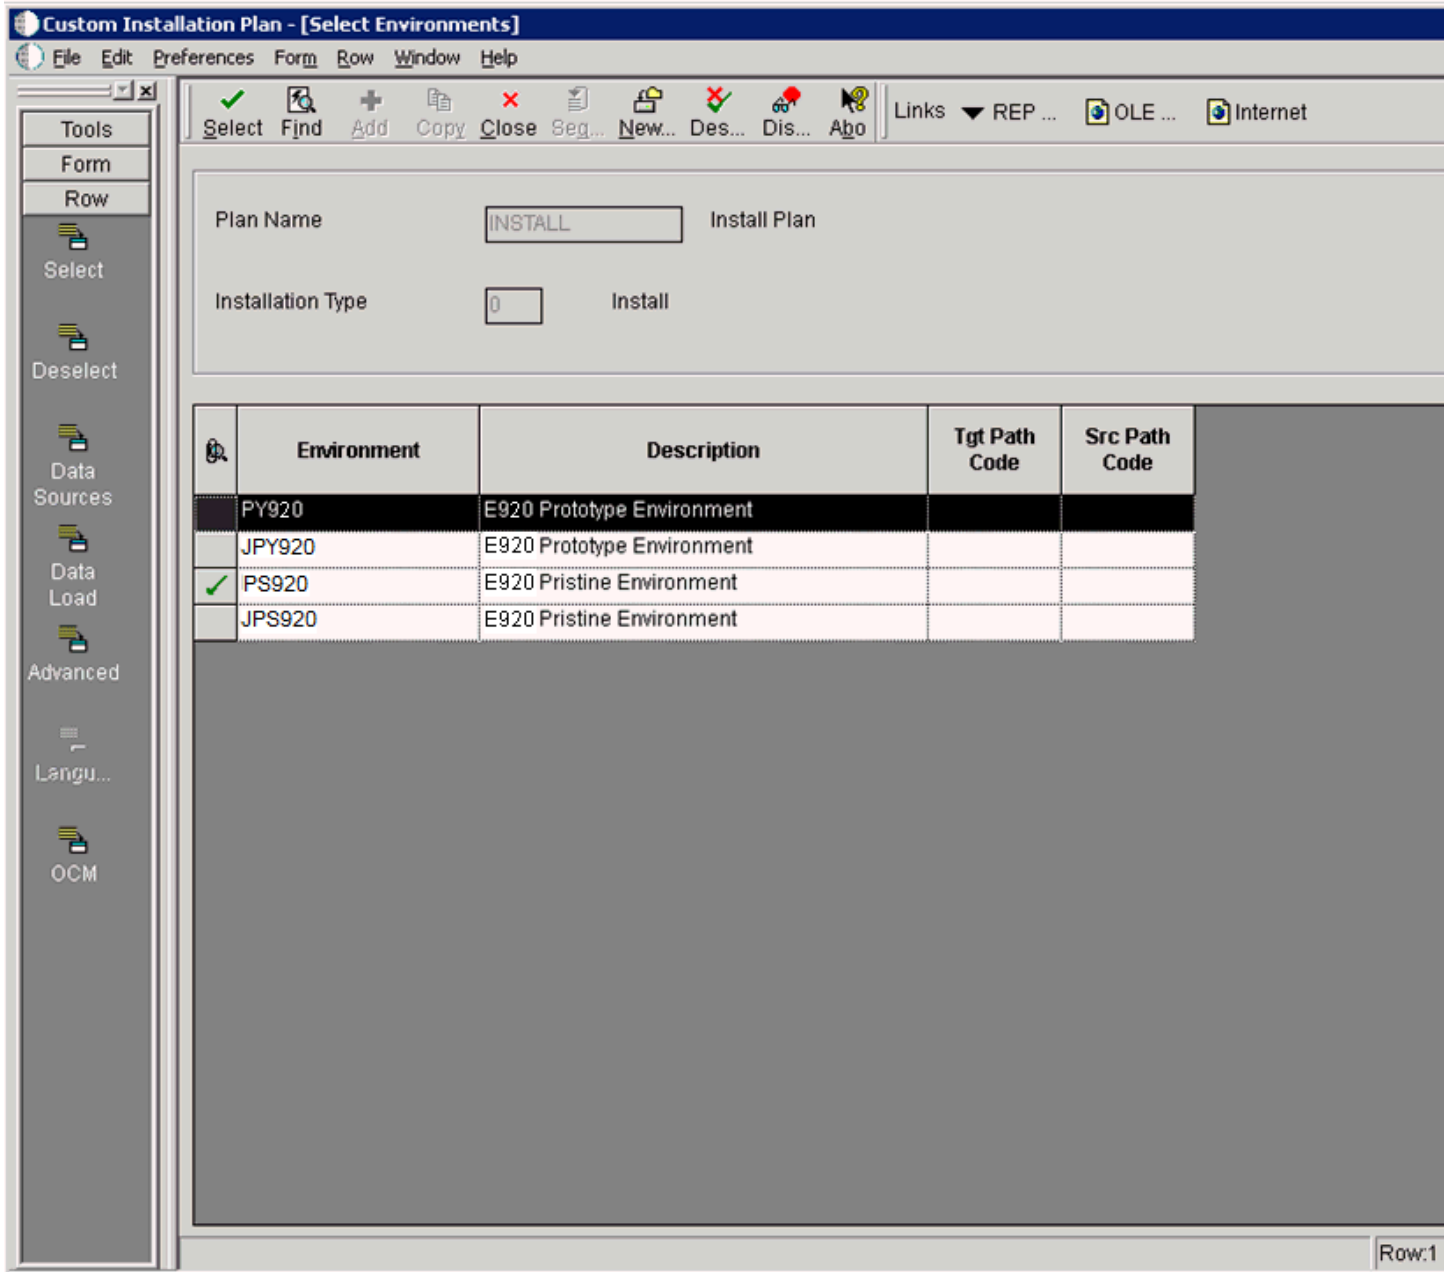 Custom Installation Plan - [Select Environments]
File Edit Preferences Form Row Window Help
Select Find Add Copy Close Seq... New... Des... Dis... Abo
Links REP ... OLE ... Internet
Tools
Form
Row
Select
Deselect
Data
Sources
Data
Load
Advanced
Langu...
OCM
Plan Name INSTALL Install Plan
Installation Type 0 Install
Environment Description Tgt Path Code Src Path Code
PY920 E920 Prototype Environment
JPY920 E920 Prototype Environment
PS920 E920 Pristine Environment
JPS920 E920 Pristine Environment
Row:1